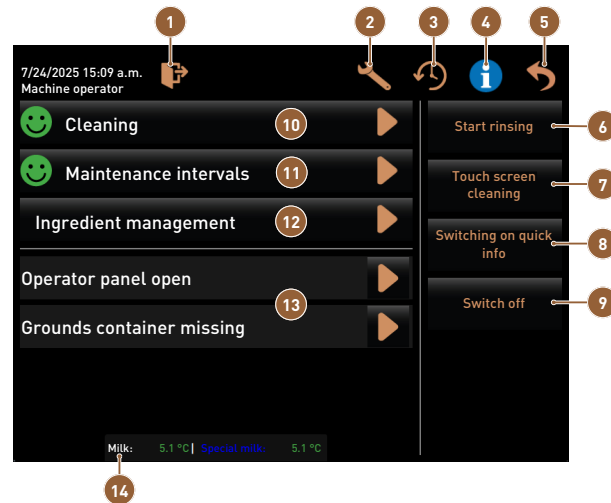 1
2
3
4
5
7/24/2025 15:09 a.m.
Machine operator
Cleaning
10
Start rinsing
6
Maintenance intervals
11
Touch screen
cleaning
7
Ingredient management
12
Switching on quick
info
8
Operator panel open
13
Switch off
9
Grounds container missing
Milk: 5.1 °C| Special milk: 5.1 °C
14